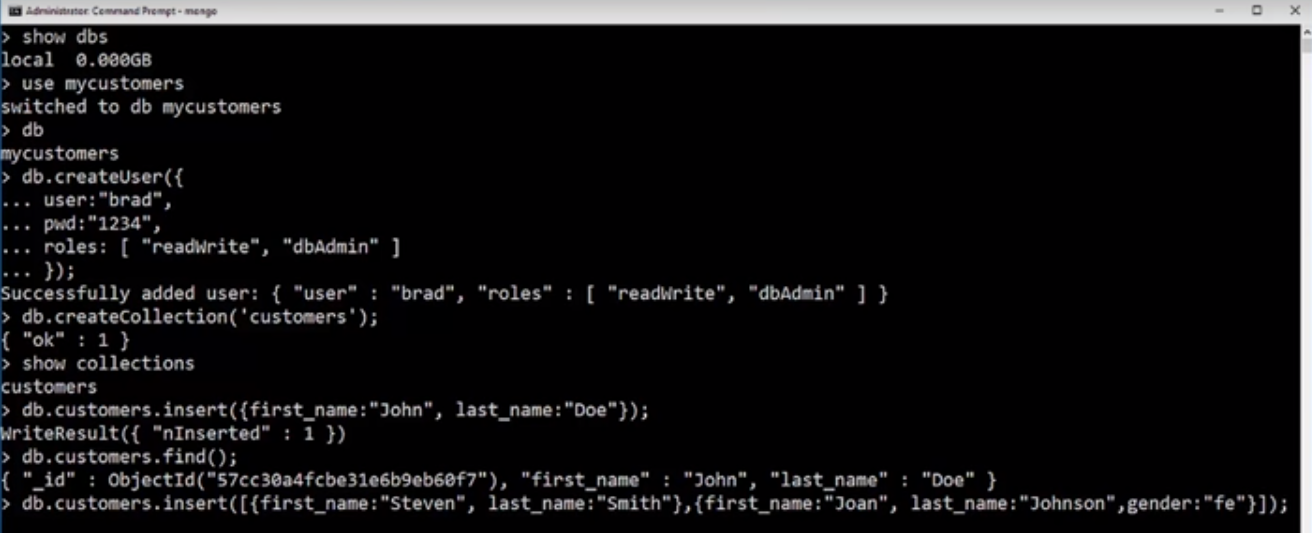 Administrator: Command Prompt - mongo
> show dbs
local  0.000GB
> use mycustomers
switched to db mycustomers
> db
mycustomers
> db.createUser({
... user:"brad",
... pwd:"1234",
... roles: [ "readWrite", "dbAdmin" ]
... });
Successfully added user: { "user" : "brad", "roles" : [ "readWrite", "dbAdmin" ] }
> db.createCollection('customers');
{ "ok" : 1 }
> show collections
customers
> db.customers.insert({first_name:"John", last_name:"Doe"});
WriteResult({ "nInserted" : 1 })
> db.customers.find();
{ "_id" : ObjectId("57cc30a4fcbe31e6b9eb60f7"), "first_name" : "John", "last_name" : "Doe" }
> db.customers.insert([{first_name:"Steven", last_name:"Smith"},{first_name:"Joan", last_name:"Johnson",gender:"fe"}]);